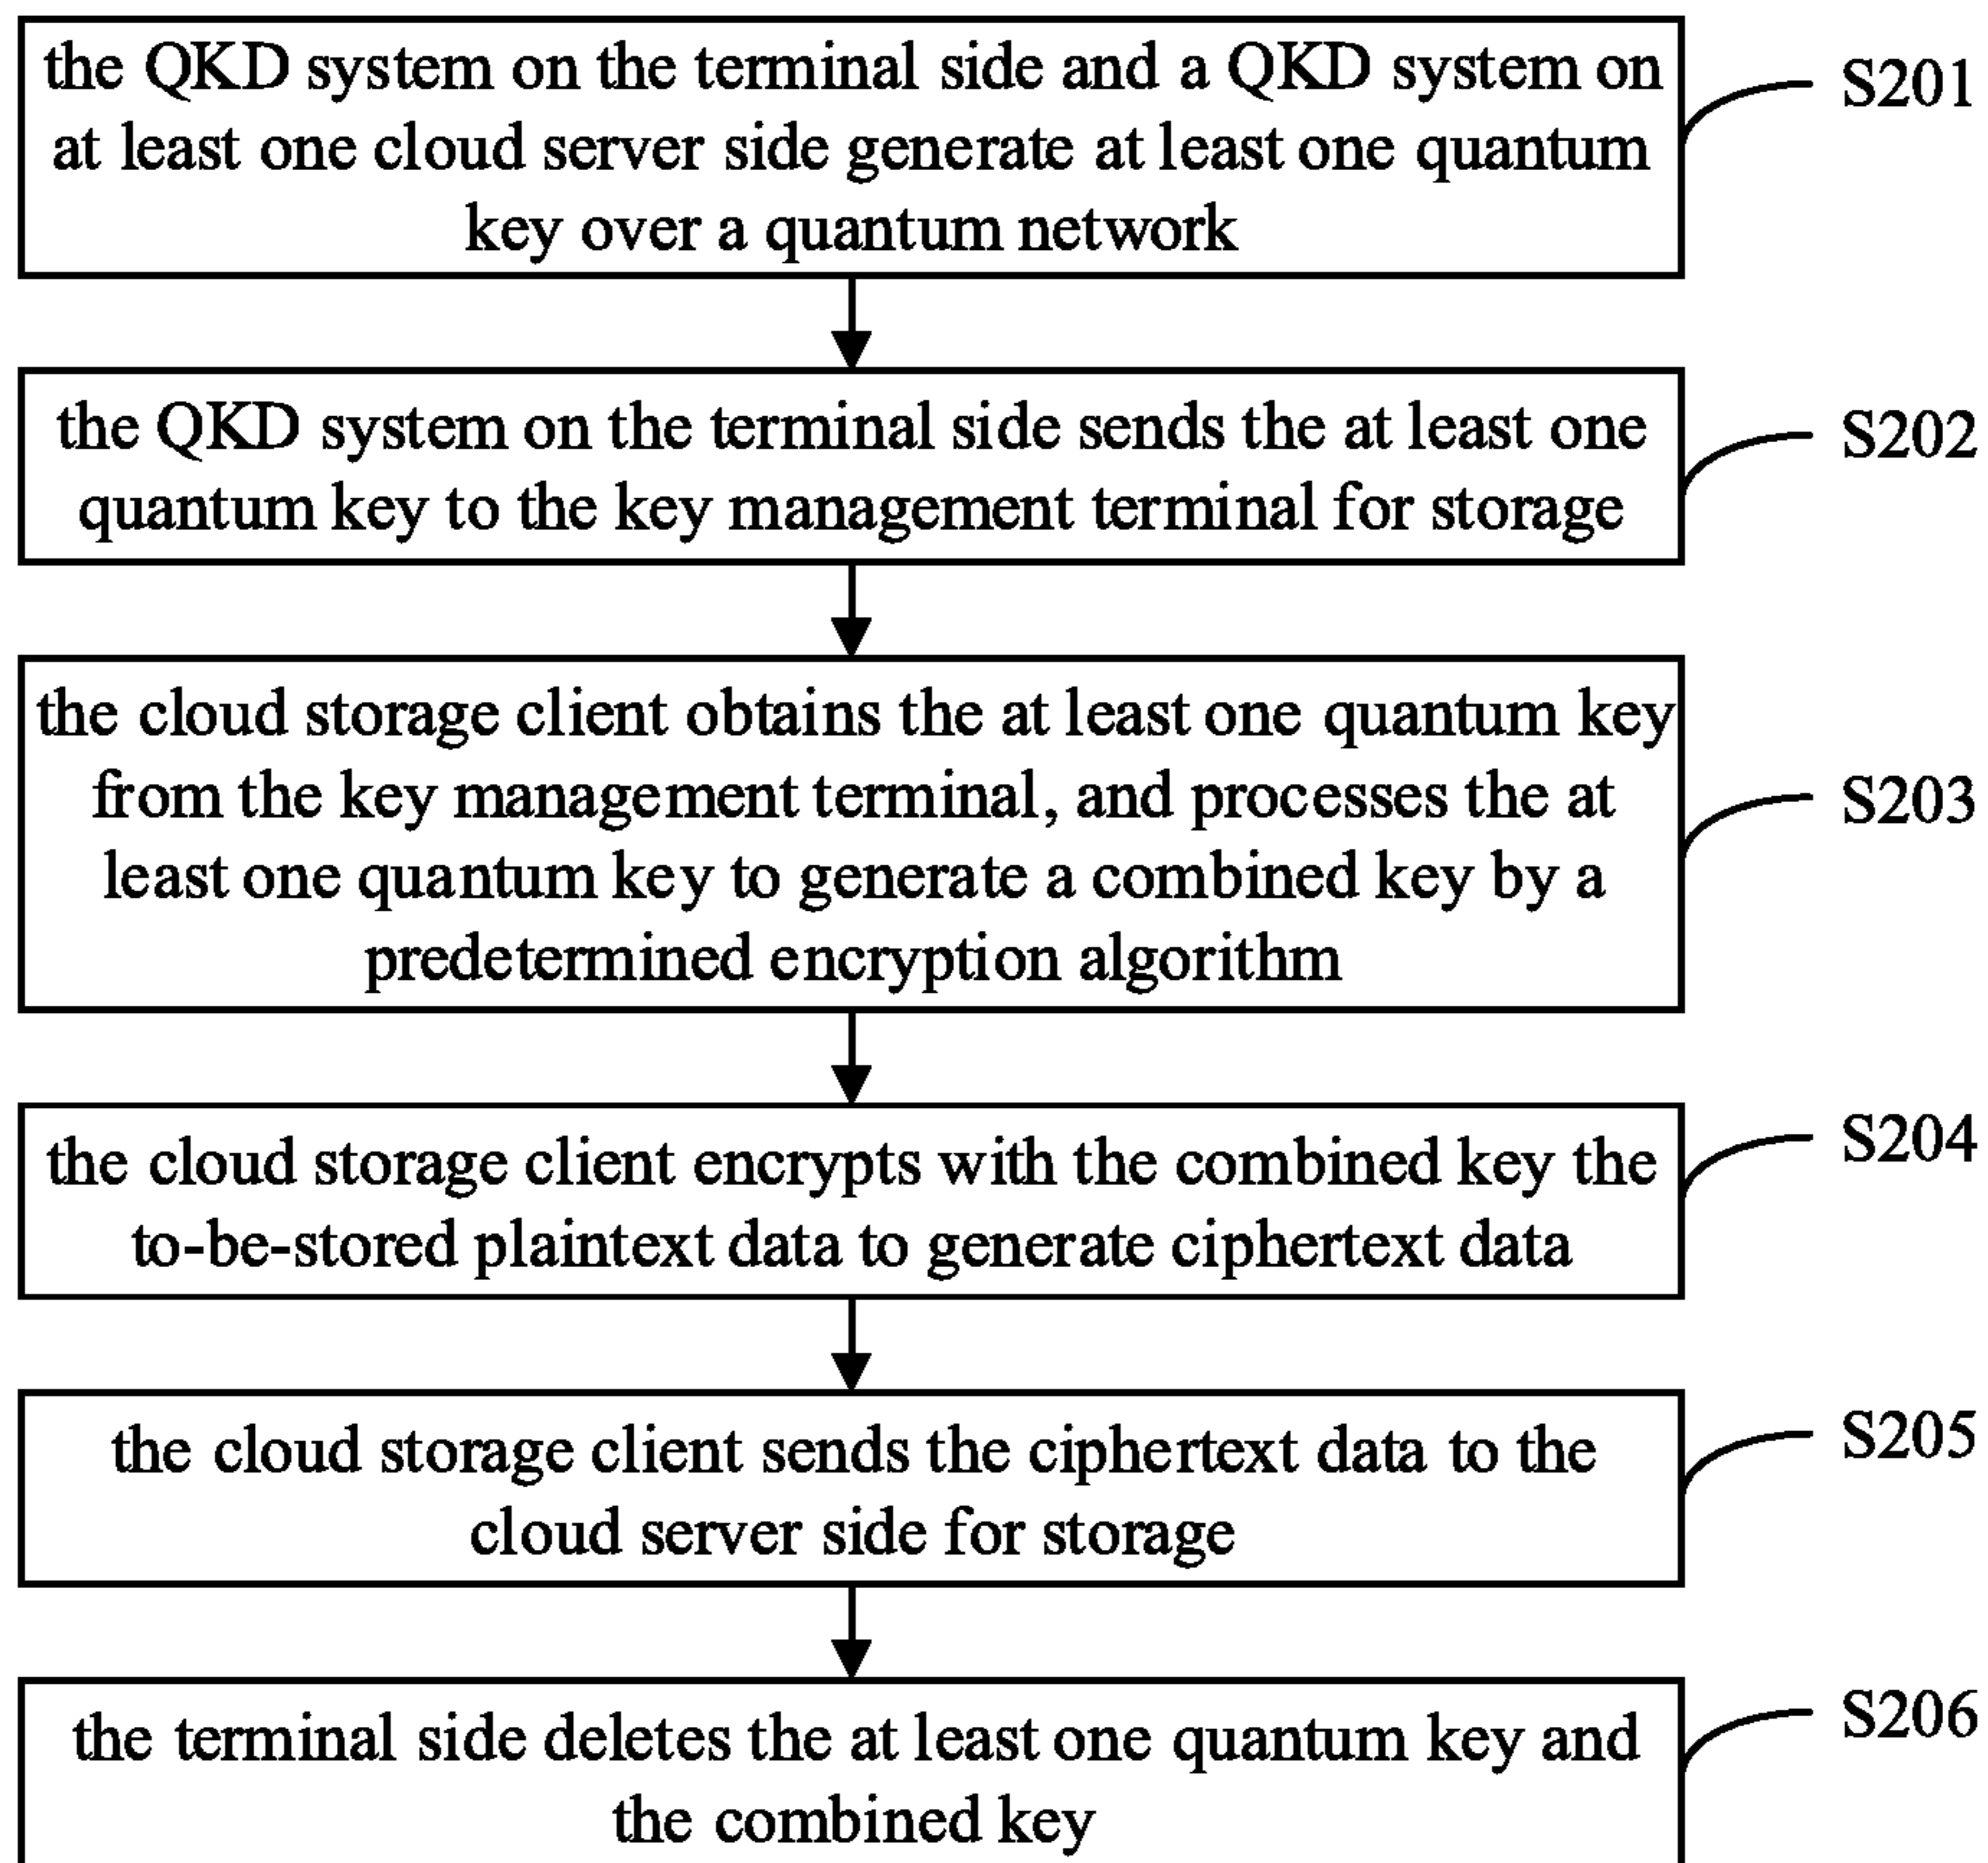 the QKD system on the terminal side and a QKD system on
at least one cloud server side generate at least one quantum
key over a quantum network
S201
the QKD system on the terminal side sends the at least one
quantum key to the key management terminal for storage
S202
the cloud storage client obtains the at least one quantum key
from the key management terminal, and processes the at
least one quantum key to generate a combined key by a
predetermined encryption algorithm
S203
the cloud storage client encrypts with the combined key the
to-be-stored plaintext data to generate ciphertext data
S204
the cloud storage client sends the ciphertext data to the
cloud server side for storage
S205
the terminal side deletes the at least one quantum key and
the combined key
S206